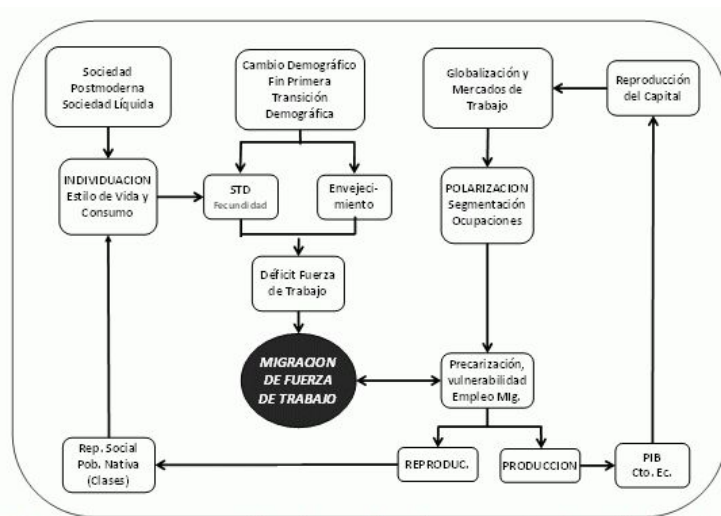 Sociedad
Postmoderna
Sociedad Líquida
Cambio Demográfico
Fin Primera
Transición
Demográfica
Globalización y
Mercados de
Trabajo
Reproducción
del Capital
INDIVIDUACION
Estilo de Vida y
Consumo
STD
Fecundidad
Envejeci-
miento
POLARIZACION
Segmentación
Ocupaciones
Déficit Fuerza
de Trabajo
MIGRACION
DE FUERZA
DE TRABAJO
Precarización,
vulnerabilidad
Empleo Mig.
Rep. Social
Pob. Nativa
(Clases)
REPRODUC.
PRODUCCION
PIB
Cto. Ec.